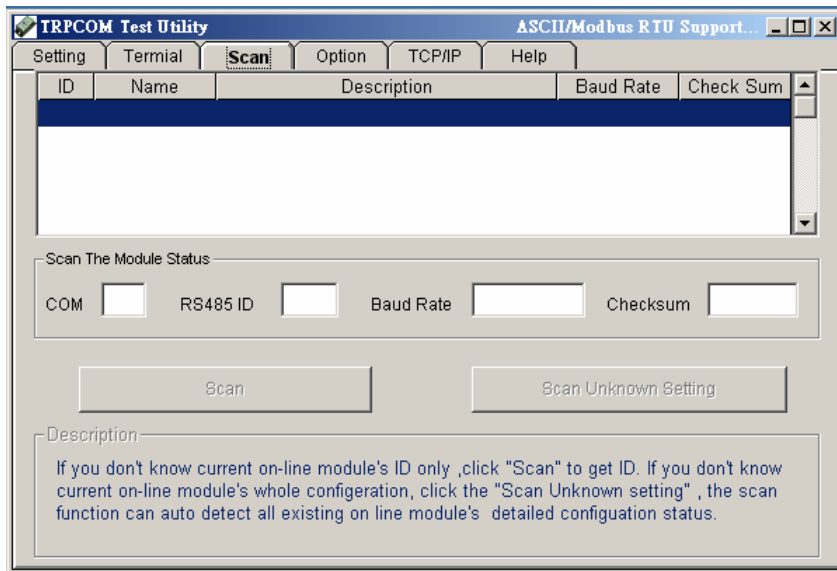 TRPCOM Test Utility ASCII/Modbus RTU Support...
Setting Termial Scan Option TCP/IP Help
ID Name Description Baud Rate Check Sum
Scan The Module Status
COM RS485 ID Baud Rate Checksum
Scan Scan Unknown Setting
Description
If you don't know current on-line module's ID only ,click "Scan" to get ID. If you don't know
current on-line module's whole configeration, click the "Scan Unknown setting" , the scan
function can auto detect all existing on line module's detailed configuation status.